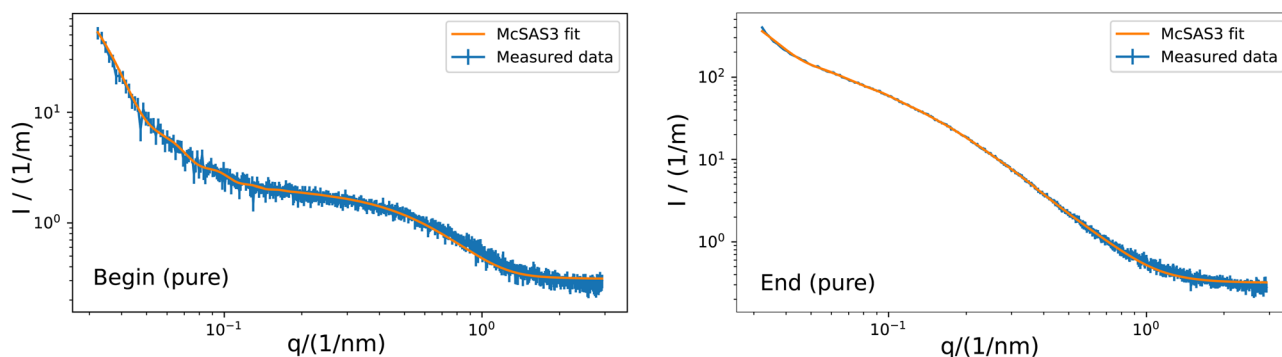 McSAS3 fit
Measured data
10¹
10⁰
I / (1/m)
Begin (pure)
10⁻¹
10⁰
q/(1/nm)
McSAS3 fit
Measured data
10²
10¹
10⁰
I / (1/m)
End (pure)
10⁻¹
10⁰
q/(1/nm)